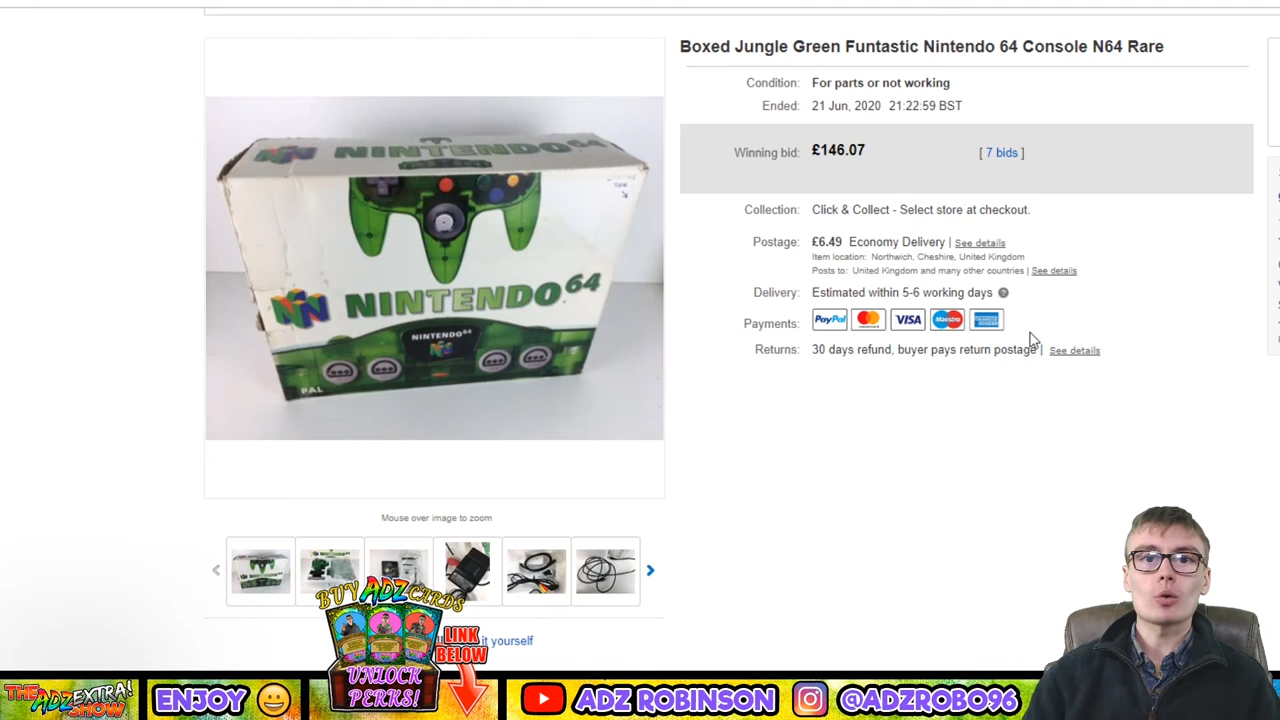 Boxed Jungle Green Funtastic Nintendo 64 Console N64 Rare
Condition: For parts or not working
Ended: 21 Jun, 2020 21:22:59 BST
Winning bid: £146.07 [ 7 bids ]
Collection: Click & Collect - Select store at checkout.
Postage: £6.49 Economy Delivery | See details
Item location: Northwich, Cheshire, United Kingdom
Posts to: United Kingdom and many other countries | See details
Delivery: Estimated within 5-6 working days
Payments: PayPal VISA Maestro
Returns: 30 days refund, buyer pays return postage | See details
NINTENDO 64
NINTENDO 64
NINTENDO 64
PAL
Mouse over image to zoom
it yourself
BUY ADZ CARDS
LINK BELOW
UNLOCK PERKS!
THE ADZ EXTRA! SHOW
ENJOY
ADZ ROBINSON
@ADZROBO96